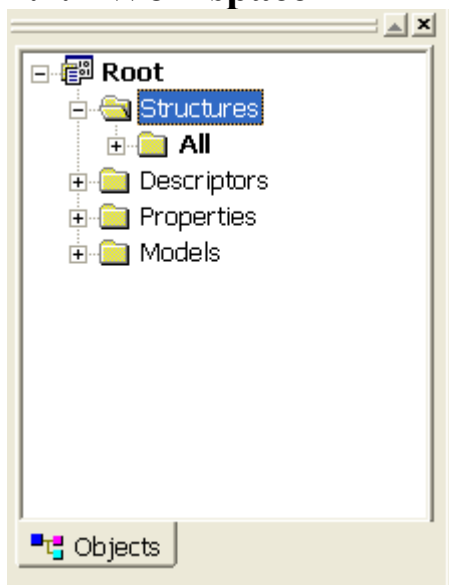 Root
Structures
All
Descriptors
Properties
Models
Objects